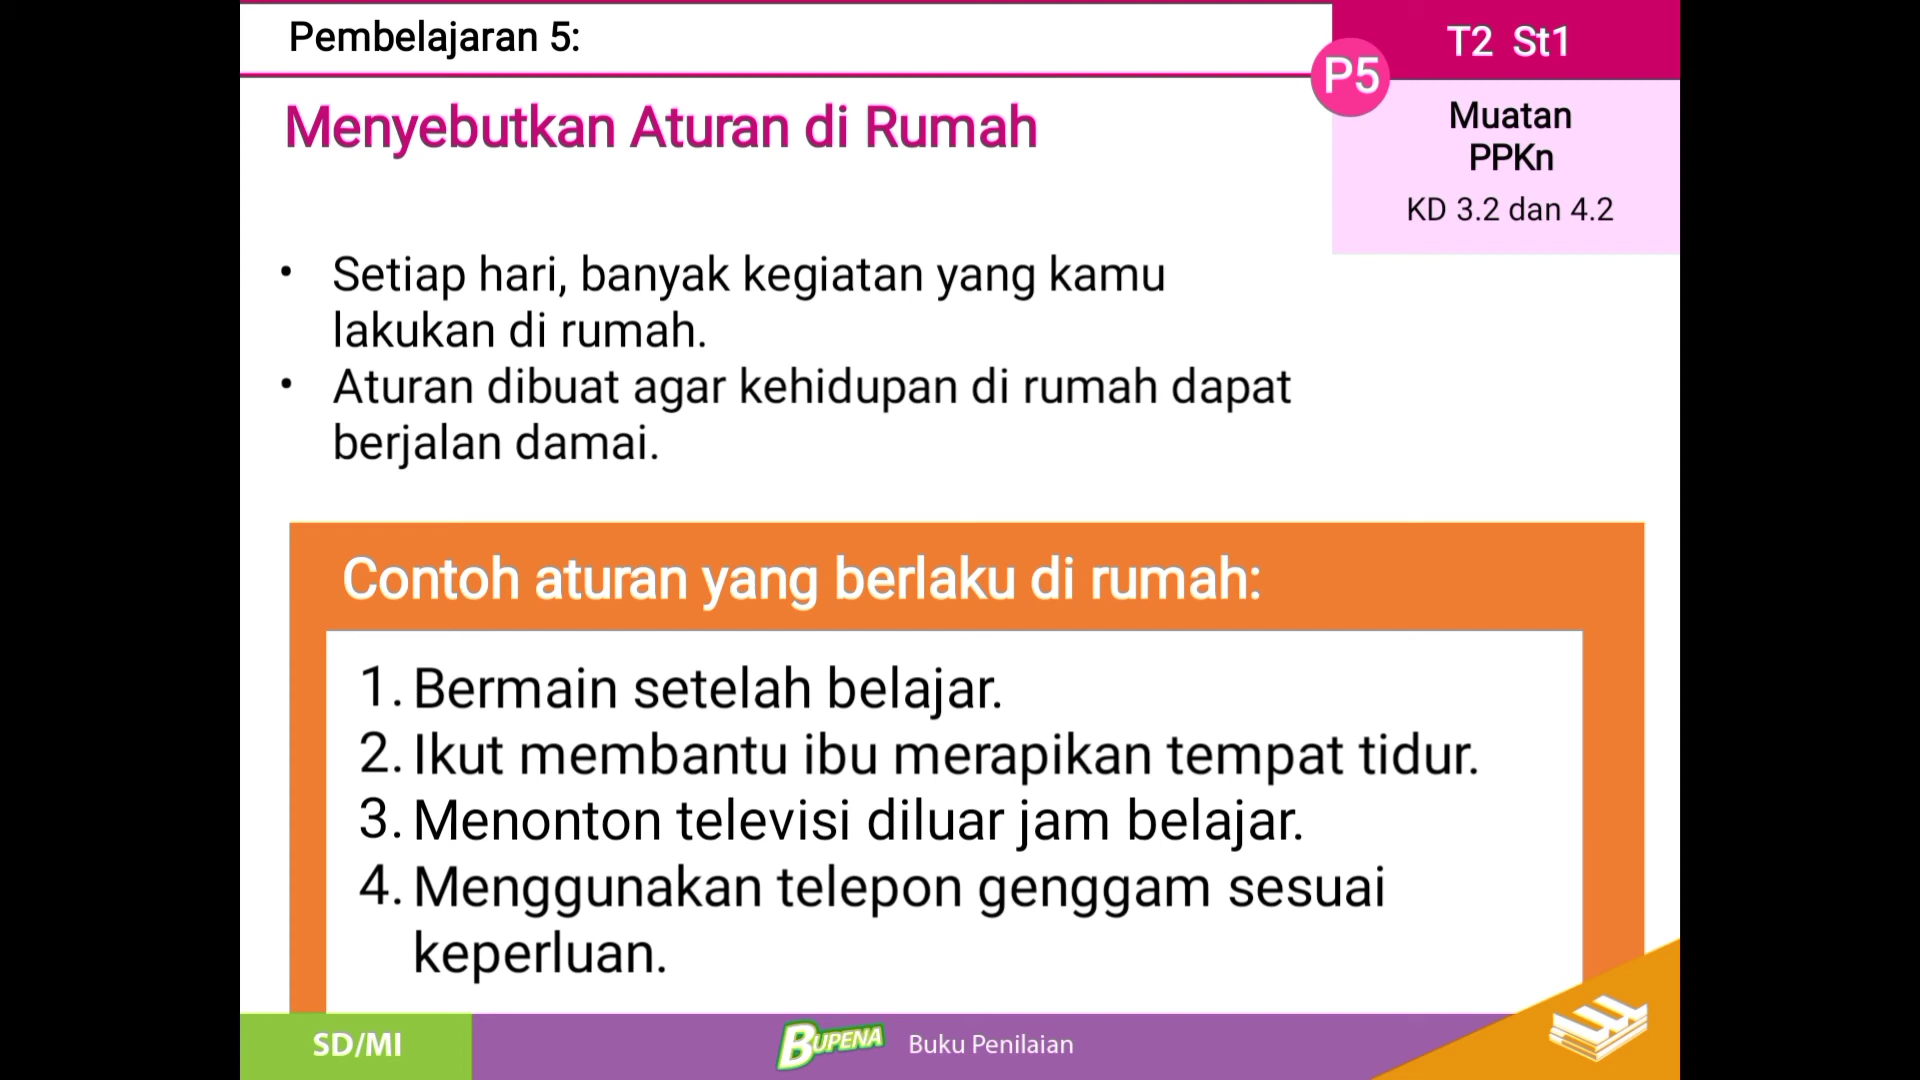 Pembelajaran 5:
T2 St1
P5
Menyebutkan Aturan di Rumah
Muatan
PPKn
KD 3.2 dan 4.2
• Setiap hari, banyak kegiatan yang kamu
lakukan di rumah.
• Aturan dibuat agar kehidupan di rumah dapat
berjalan damai.
Contoh aturan yang berlaku di rumah:
1. Bermain setelah belajar.
2. Ikut membantu ibu merapikan tempat tidur.
3. Menonton televisi diluar jam belajar.
4. Menggunakan telepon genggam sesuai
keperluan.
SD/MI
BUPENA
Buku Penilaian